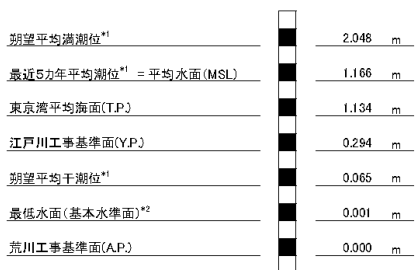 朔望平均満潮位*1 2.048 m
最近5カ年平均潮位*1 =平均水面(MSL) 1.166 m
東京湾平均海面(T.P.) 1.134 m
江戸川工事基準面(Y.P.) 0.294 m
朔望平均干潮位*1 0.065 m
最低水面(基本水準面)*2 0.001 m
荒川工事基準面(A.P.) 0.000 m